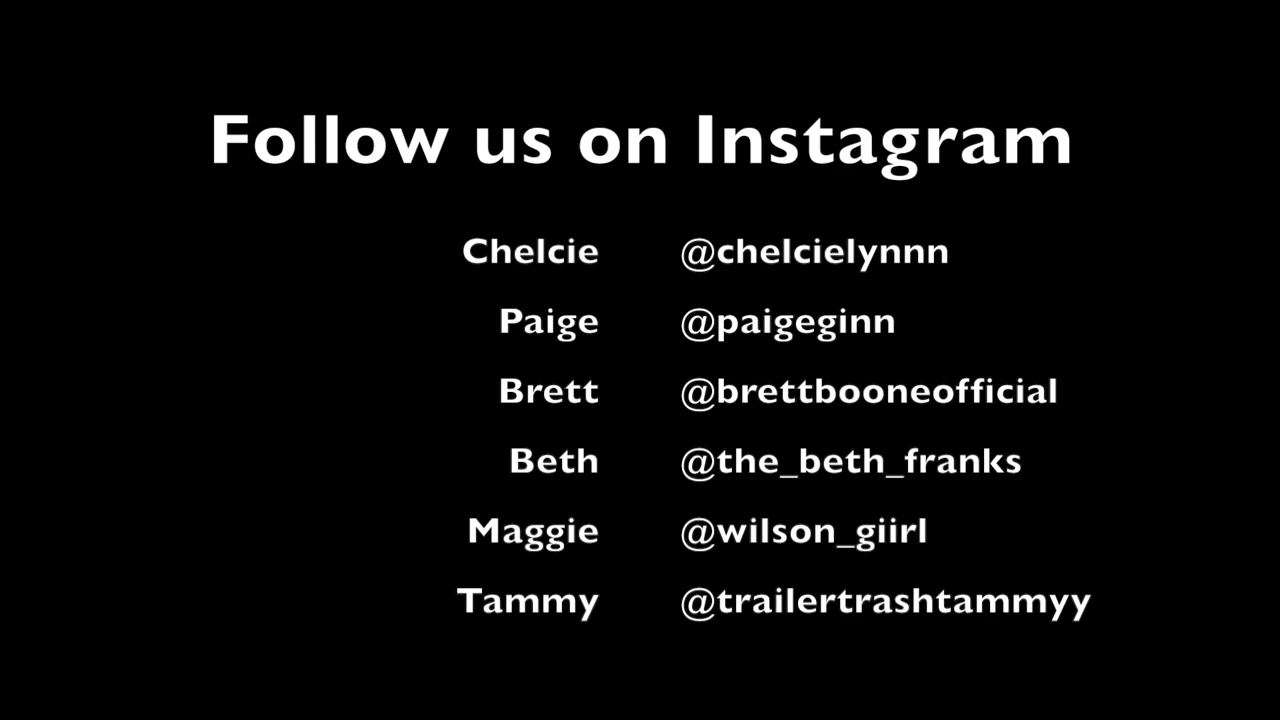 Follow us on Instagram
Chelcie @chelcielynnn
Paige @paigeginn
Brett @brettbooneofficial
Beth @the_beth_franks
Maggie @wilson_giirl
Tammy @trailertrashtammyy